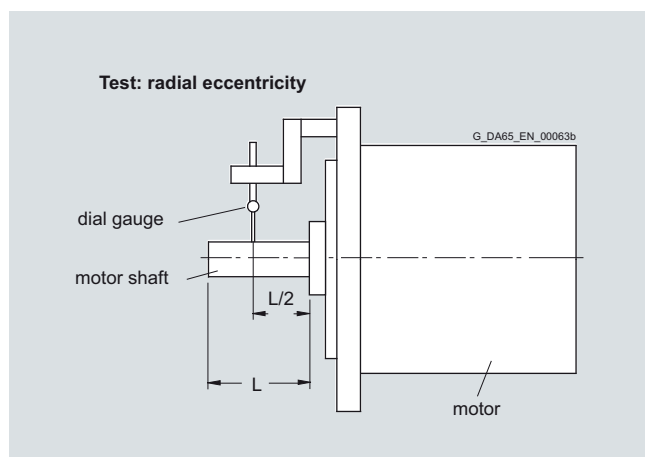 Test: radial eccentricity
G_DA65_EN_00063b
dial gauge
motor shaft
L/2
L
motor